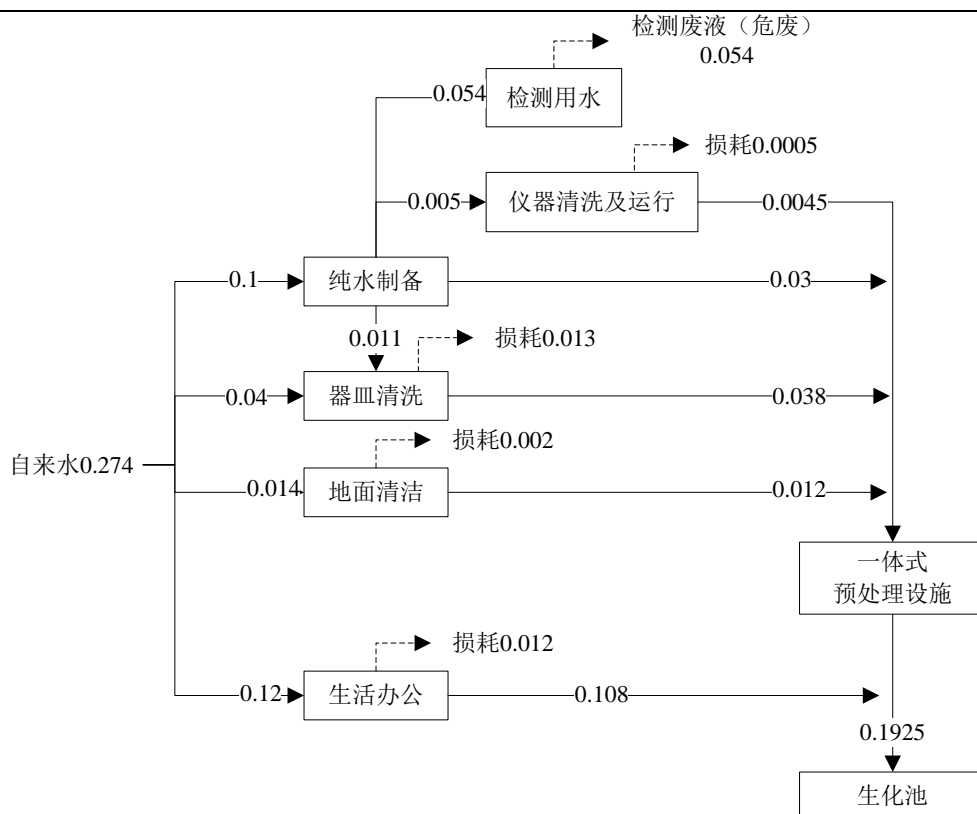 检测废液（危废）
0.054
0.054
检测用水
损耗0.0005
0.005
仪器清洗及运行
0.0045
0.1
纯水制备
0.03
0.011
损耗0.013
0.04
器皿清洗
0.038
损耗0.002
自来水0.274
0.014
地面清洁
0.012
一体式
预处理设施
损耗0.012
0.12
生活办公
0.108
0.1925
生化池